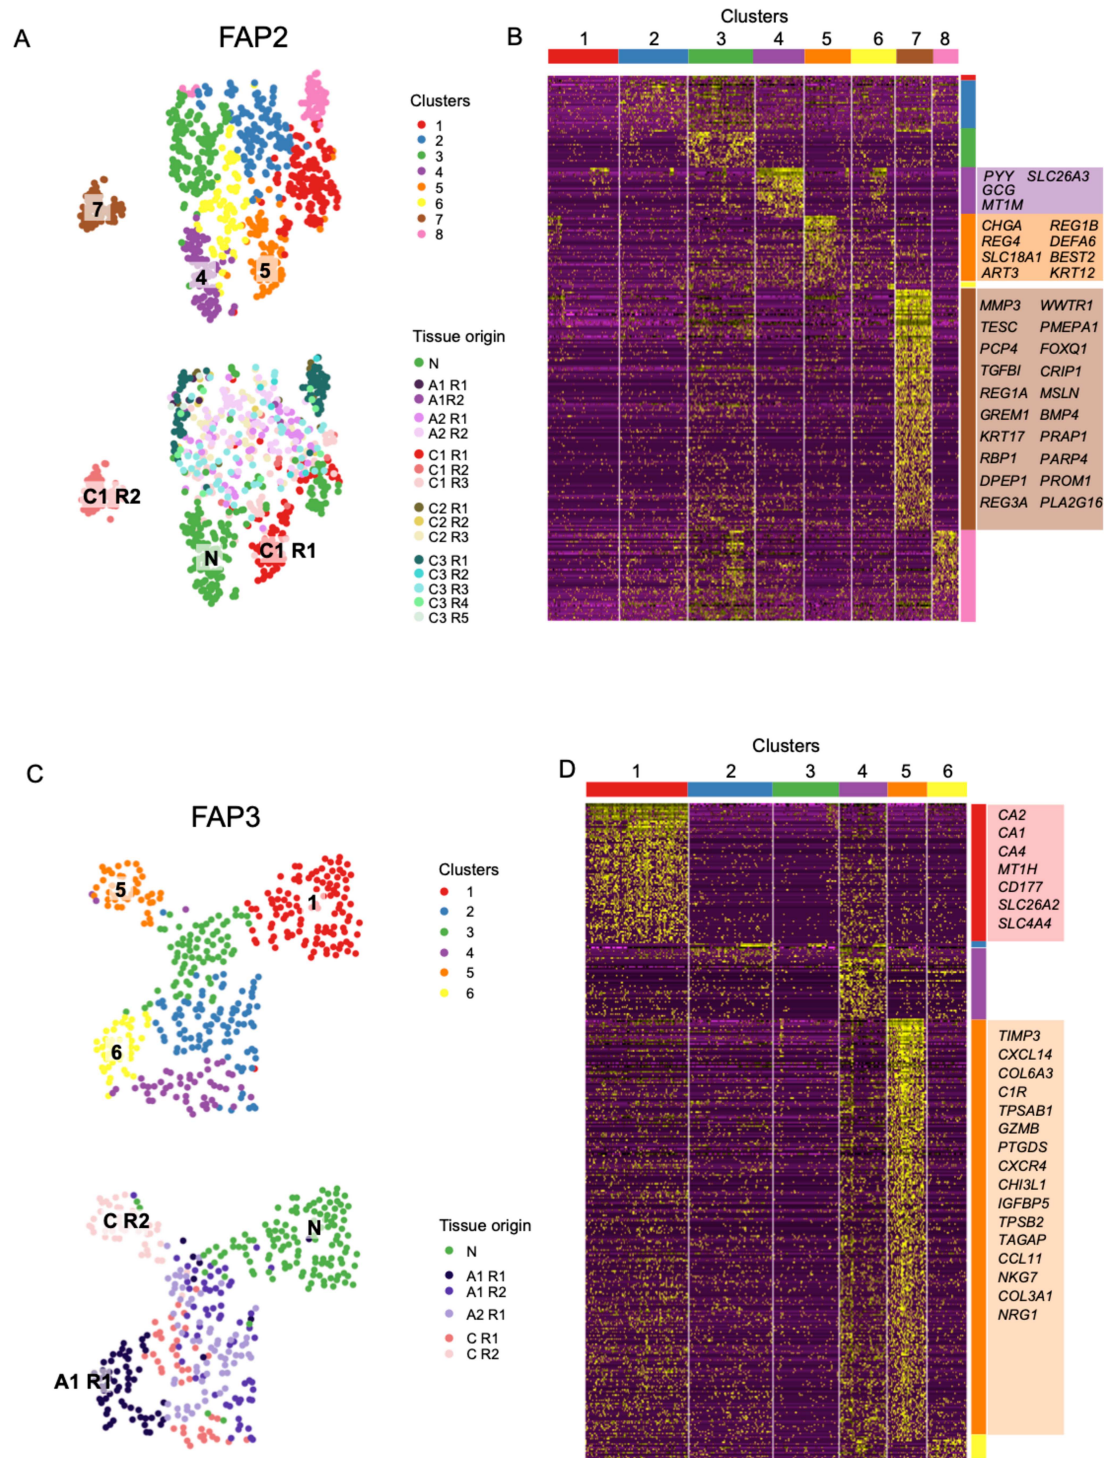 A
FAP2
Clusters
1
2
3
4
5
6
7
8
7
4
5
Tissue origin
N
A1 R1
A1R2
A2 R1
A2 R2
C1 R1
C1 R2
C1 R3
C2 R1
C2 R2
C2 R3
C3 R1
C3 R2
C3 R3
C3 R4
C3 R5
C1 R2
N
C1 R1
B
Clusters
1 2 3 4 5 6 7 8
PYY SLC26A3
GCG
MT1M
CHGA REG1B
REG4 DEFA6
SLC18A1 BEST2
ART3 KRT12
MMP3 WWTR1
TESC PMEPA1
PCP4 FOXQ1
TGFBI CRIP1
REG1A MSLN
GREM1 BMP4
KRT17 PRAP1
RBP1 PARP4
DPEP1 PROM1
REG3A PLA2G16
C
FAP3
Clusters
1
2
3
4
5
6
5
1
6
Tissue origin
N
A1 R1
A1 R2
A2 R1
C R1
C R2
C R2
N
A1 R1
D
Clusters
1 2 3 4 5 6
CA2
CA1
CA4
MT1H
CD177
SLC26A2
SLC4A4
TIMP3
CXCL14
COL6A3
C1R
TPSAB1
GZMB
PTGDS
CXCR4
CHI3L1
IGFBP5
TPSB2
TAGAP
CCL11
NKG7
COL3A1
NRG1